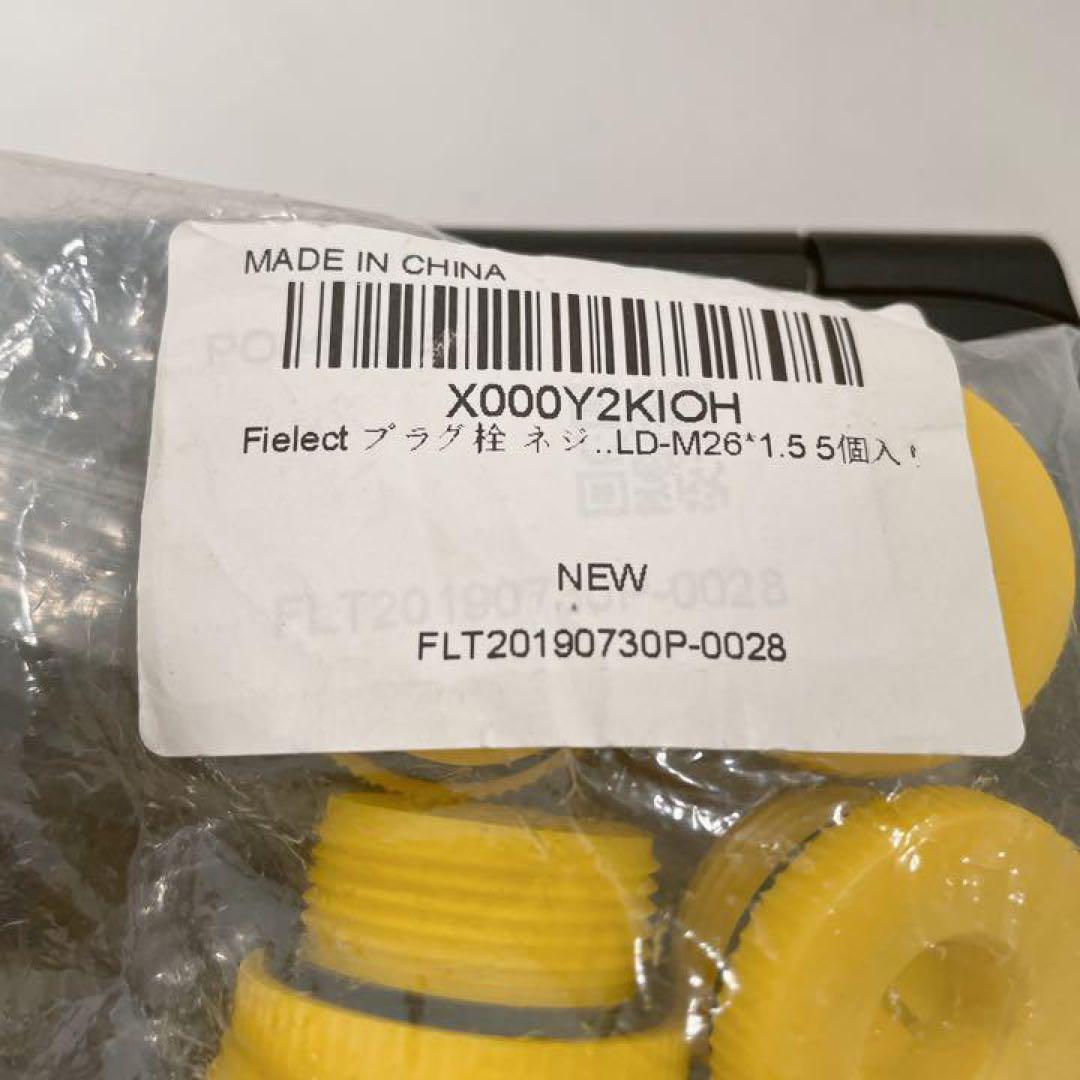 MADE IN CHINA
X000Y2KIOH
Fielect プラグ栓 ネジ..LD-M26*1.5 5個入り
NEW
FLT20190730P-0028